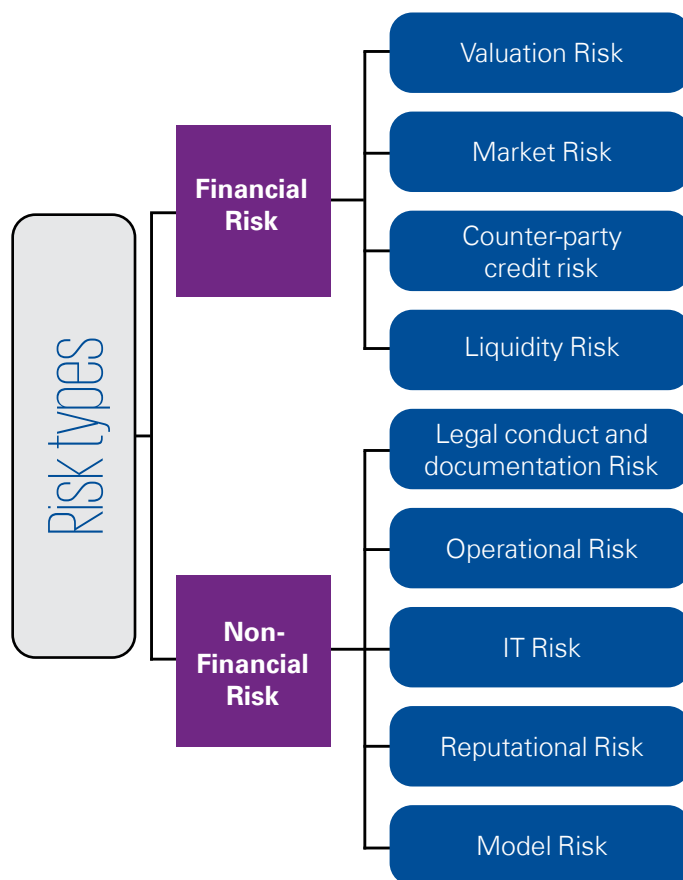 Risk types
Financial
Risk
Valuation Risk
Market Risk
Counter-party
credit risk
Liquidity Risk
Non-
Financial
Risk
Legal conduct and
documentation Risk
Operational Risk
IT Risk
Reputational Risk
Model Risk